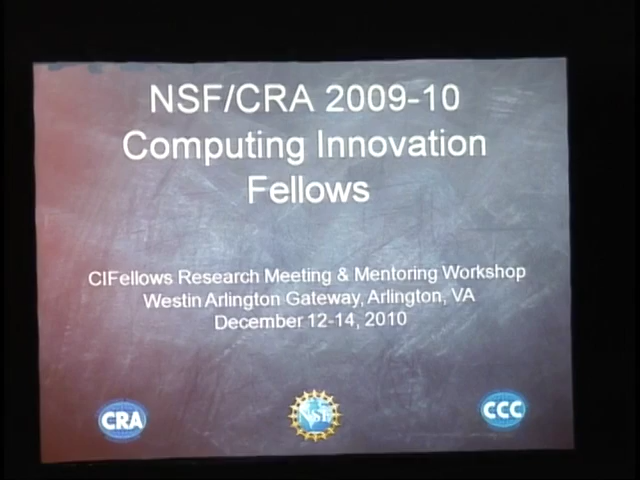 NSF/CRA 2009-10
Computing Innovation
Fellows
CIFellows Research Meeting & Mentoring Workshop
Westin Arlington Gateway, Arlington, VA
December 12-14, 2010
CRA
NSF
CCC